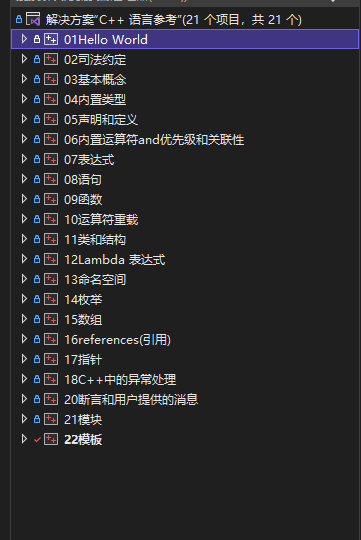 解决方案"C++ 语言参考"(21 个项目，共 21 个)
01Hello World
02司法约定
03基本概念
04内置类型
05声明和定义
06内置运算符and优先级和关联性
07表达式
08语句
09函数
10运算符重载
11类和结构
12Lambda 表达式
13命名空间
14枚举
15数组
16references(引用)
17指针
18C++中的异常处理
20断言和用户提供的消息
21模块
22模板